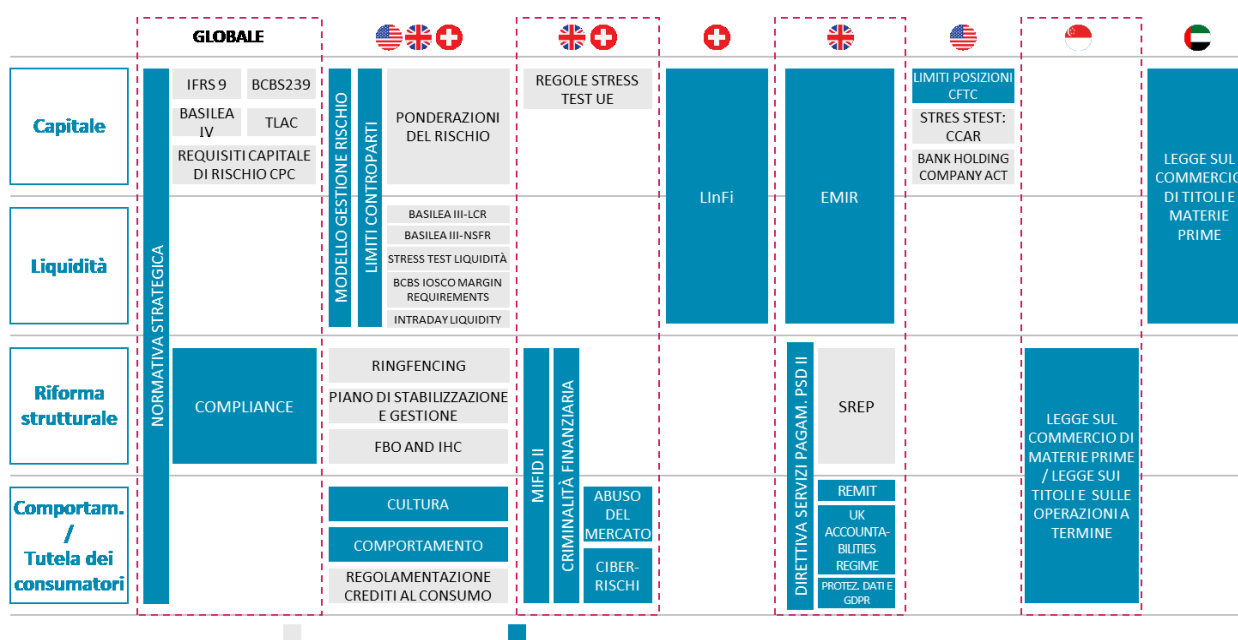 GLOBALE
Capitale
NORMATIVA STRATEGICA
IFRS 9
BCBS239
BASILEA
IV
TLAC
REQUISITI CAPITALE
DI RISCHIO CPC
MODELLO GESTIONE RISCHIO
LIMITI CONTROPARTI
PONDERAZIONI
DEL RISCHIO
REGOLE STRESS
TEST UE
LInFi
EMIR
LIMITI POSIZIONI
CFTC
STRES STEST:
CCAR
BANK HOLDING
COMPANY ACT
LEGGE SUL
COMMERCIO
DI TITOLI E
MATERIE
PRIME
Liquidità
BASILEA III-LCR
BASILEA III-NSFR
STRESS TEST LIQUIDITÀ
BCBS IOSCO MARGIN
REQUIREMENTS
INTRADAY LIQUIDITY
Riforma
strutturale
COMPLIANCE
RINGFENCING
PIANO DI STABILIZZAZIONE
E GESTIONE
FBO AND IHC
MIFID II
CRIMINALITÀ FINANZIARIA
DIRETTIVA SERVIZI PAGAM. PSD II
SREP
LEGGE SUL
COMMERCIO DI
MATERIE PRIME
/ LEGGE SUI
TITOLI E SULLE
OPERAZIONI A
TERMINE
Comportam.
/
Tutela dei
consumatori
CULTURA
COMPORTAMENTO
REGOLAMENTAZIONE
CREDITI AL CONSUMO
ABUSO
DEL
MERCATO
CIBER-
RISCHI
REMIT
UK
ACCOUNTA-
BILITIES
REGIME
PROTEZ. DATI E
GDPR